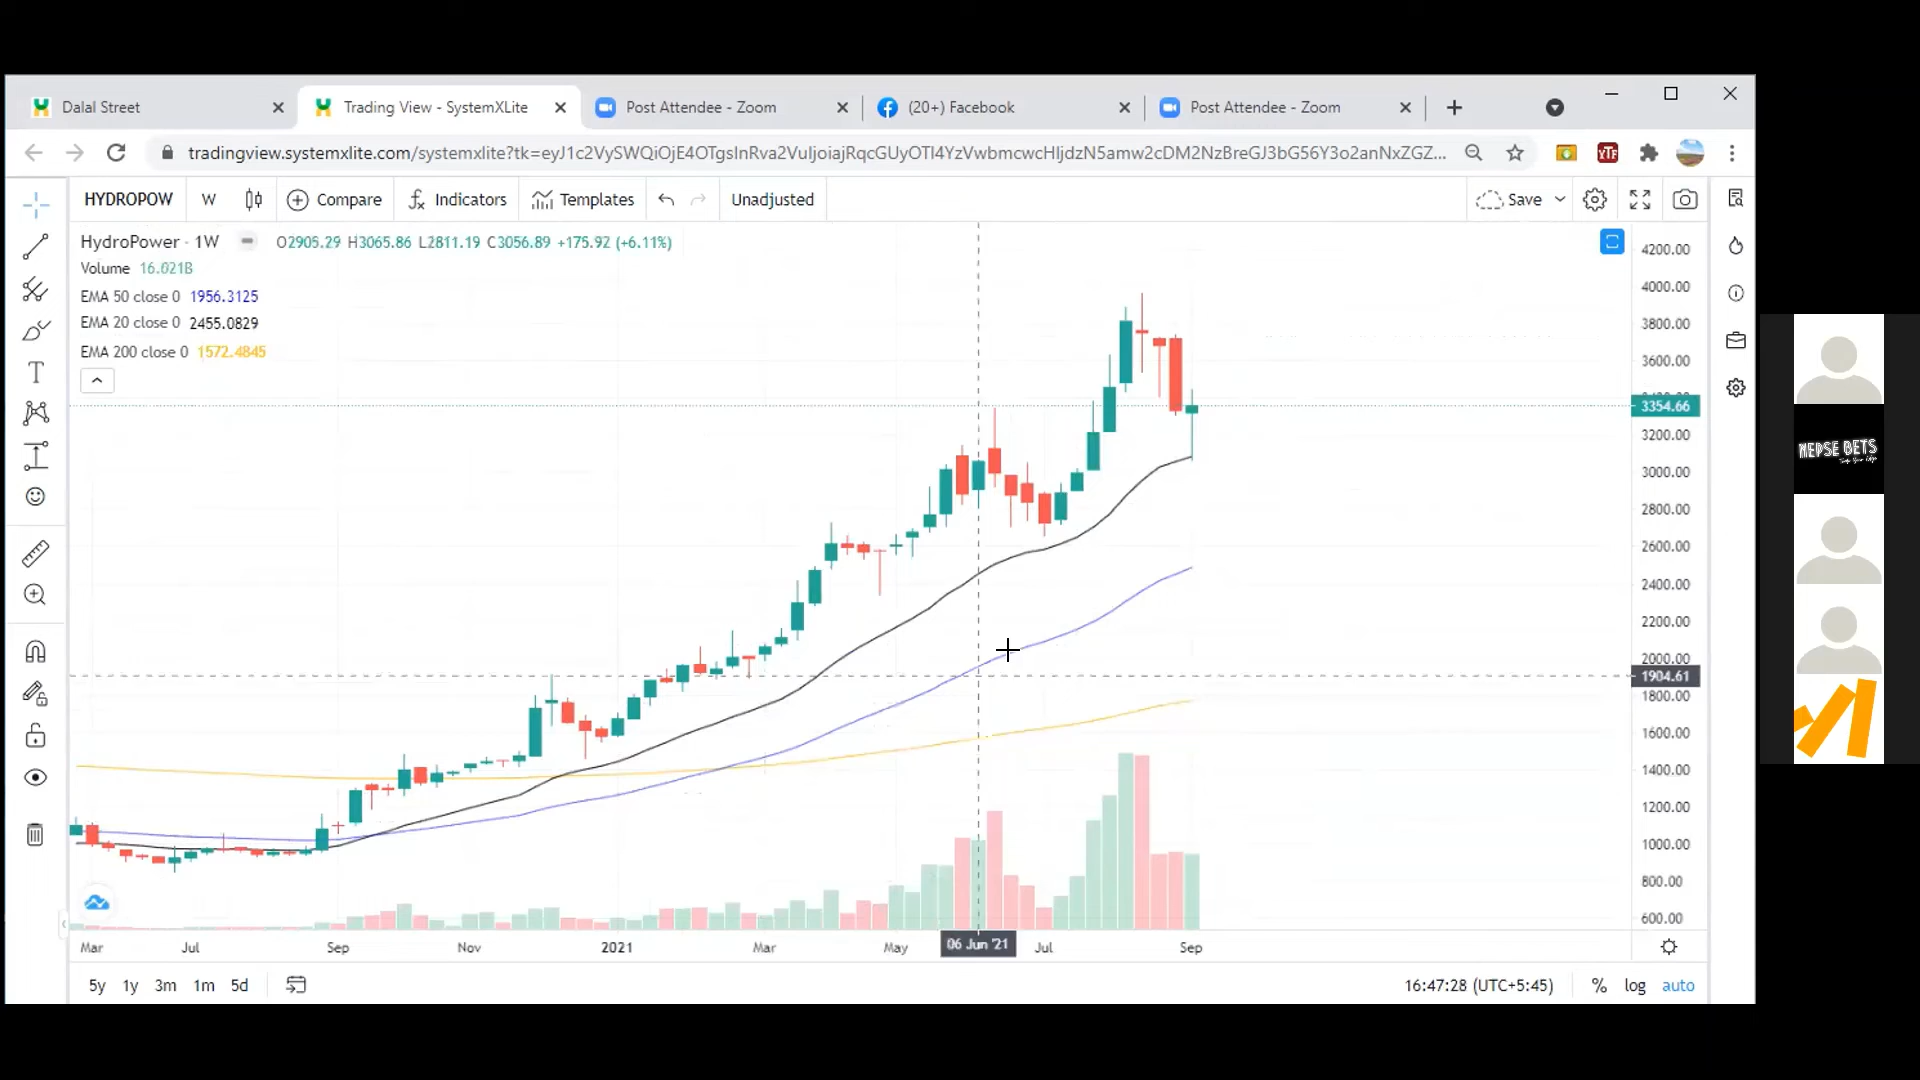 Dalal Street
Trading View - SystemXLite
Post Attendee - Zoom
(20+) Facebook
Post Attendee - Zoom
YTF
HYDROPOW W Compare Indicators Templates Unadjusted Save
HydroPower · 1W O2905.29 H3065.86 L2811.19 C3056.89 +175.92 (+6.11%)
Volume 16.021B
EMA 50 close 0 1956.3125
EMA 20 close 0 2455.0829
EMA 200 close 0 1572.4845
4200.00
4000.00
3800.00
3600.00
3354.66
3200.00
3000.00
2800.00
2600.00
2400.00
2200.00
2000.00
1904.61
1800.00
1600.00
1400.00
1200.00
1000.00
800.00
600.00
NEPSE BETS
Mar Jul Sep Nov 2021 Mar May 06 Jun '21 Jul Sep
5y 1y 3m 1m 5d 16:47:28 (UTC+5:45) % log auto